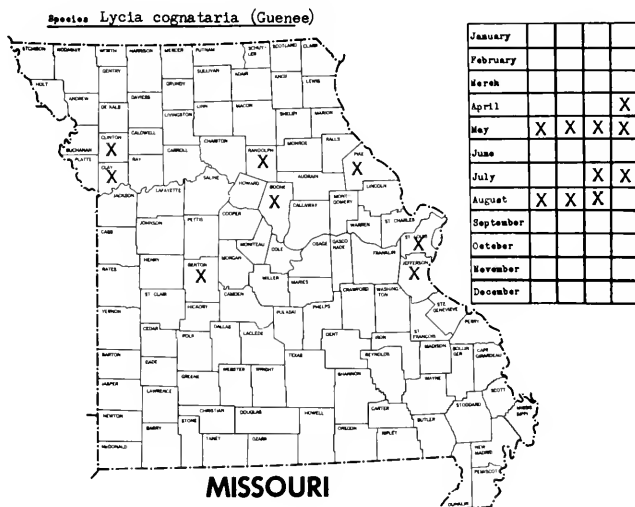 Species Lycia cognataria (Guenee)
January
February
March
April X
May X X X X
June
July X X
August X X X
September
October
November
December
ATCHISON NODAWAY WORTH HARRISON MERCER PUTNAM SCHUYLER SCOTLAND CLARK
HOLT GENTRY SULLIVAN ADAIR KNOX LEWIS
ANDREW DE KALB DAVIESS GRUNDY LINN MACON SHELBY MARION
BUCHANAN CLINTON X CALDWELL LIVINGSTON CHARITON RANDOLPH X MONROE RALLS PIKE X
PLATTE CLAY X RAY CARROLL SALINE HOWARD BOONE X AUDRAIN LINCOLN
JACKSON LAFAYETTE COOPER CALLAWAY MONTGOMERY WARREN ST CHARLES
CASS JOHNSON PETTIS MONITEAU COLE OSAGE GASCONADE FRANKLIN ST LOUIS X
BATES HENRY BENTON X MORGAN MILLER MARIES JEFFERSON X
ST CLAIR HICKORY CAMDEN PULASKI PHELPS CRAWFORD WASHINGTON STE GENEVIEVE
VERNON CEDAR POLK DALLAS LACLEDE DENT IRON ST FRANCOIS PERRY
BARTON DADE GREENE WEBSTER WRIGHT TEXAS SHANNON REYNOLDS MADISON BOLLINGER CAPE GIRARDEAU
JASPER LAWRENCE CHRISTIAN DOUGLAS HOWELL CARTER WAYNE STODDARD SCOTT
NEWTON BARRY STONE TANEY OZARK OREGON RIPLEY BUTLER MISSISSIPPI
McDONALD NEW MADRID
PEMISCOT
DUNKLIN
MISSOURI